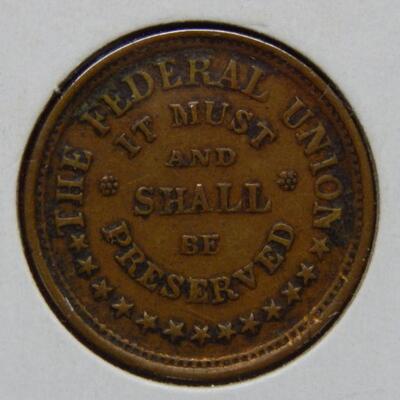 THE FEDERAL UNION
IT MUST
AND
SHALL
BE
PRESERVED